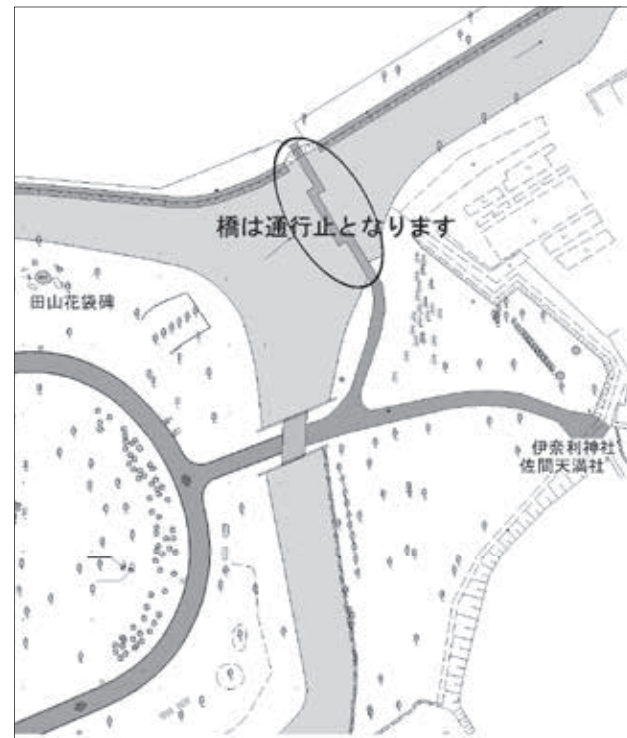 橋は通行止となります
田山花袋碑
伊奈利神社
佐間天満社